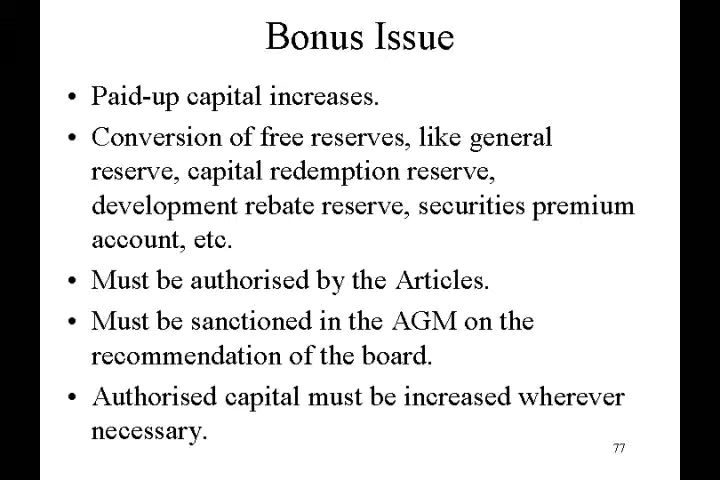 Bonus Issue
• Paid-up capital increases.
• Conversion of free reserves, like general
reserve, capital redemption reserve,
development rebate reserve, securities premium
account, etc.
• Must be authorised by the Articles.
• Must be sanctioned in the AGM on the
recommendation of the board.
• Authorised capital must be increased wherever
necessary.
77